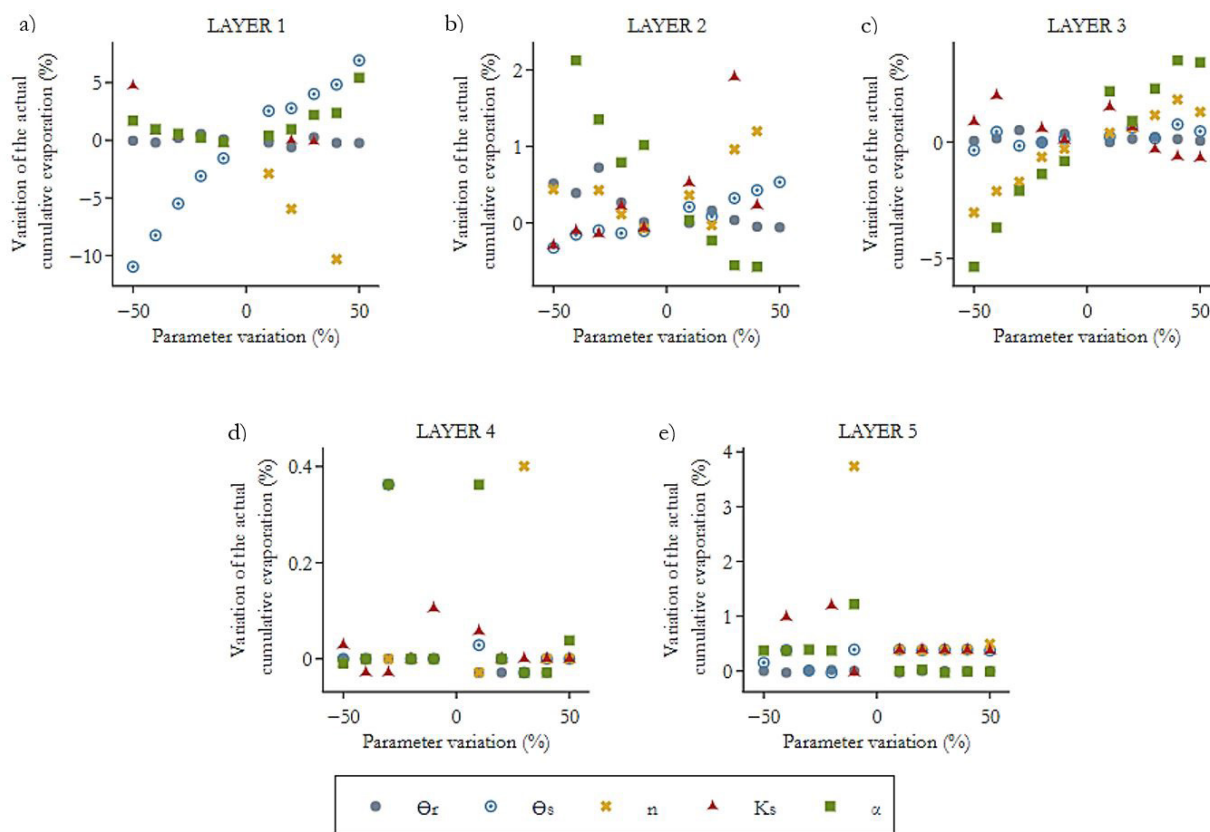 a) LAYER 1
Variation of the actual
cumulative evaporation (%)
5
0
−5
−10
−50 0 50
Parameter variation (%)
b) LAYER 2
Variation of the actual
cumulative evaporation (%)
2
1
0
−50 0 50
Parameter variation (%)
c) LAYER 3
Variation of the actual
cumulative evaporation (%)
0
−5
−50 0 50
Parameter variation (%)
d) LAYER 4
Variation of the actual
cumulative evaporation (%)
0.4
0.2
0
−50 0 50
Parameter variation (%)
e) LAYER 5
Variation of the actual
cumulative evaporation (%)
4
3
2
1
0
−50 0 50
Parameter variation (%)
Θr Θs n Ks α